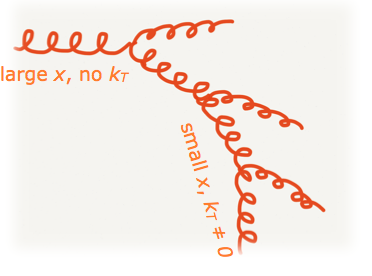 large x, no kT
small x, kT ≠ 0